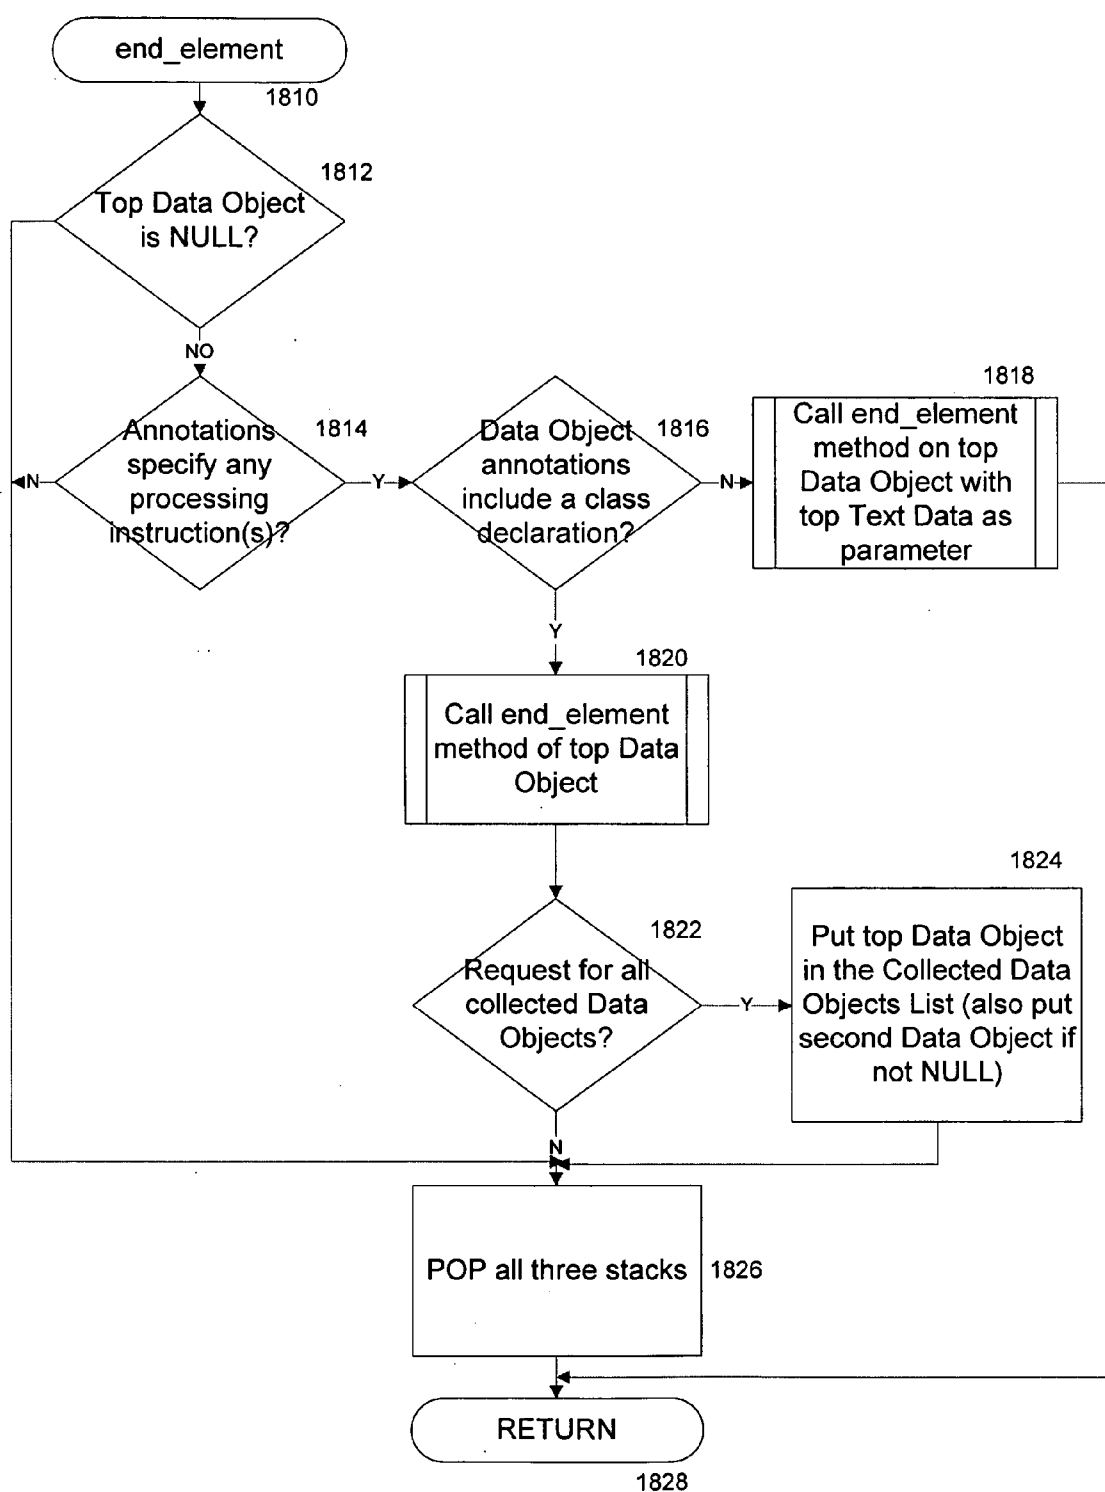 end_element
1810
1812
Top Data Object
is NULL?
NO
Annotations
specify any
processing
instruction(s)?
1814
N
Y
Data Object
annotations
include a class
declaration?
1816
N
1818
Call end_element
method on top
Data Object with
top Text Data as
parameter
Y
1820
Call end_element
method of top Data
Object
1822
Request for all
collected Data
Objects?
Y
1824
Put top Data Object
in the Collected Data
Objects List (also put
second Data Object if
not NULL)
N
POP all three stacks
1826
RETURN
1828